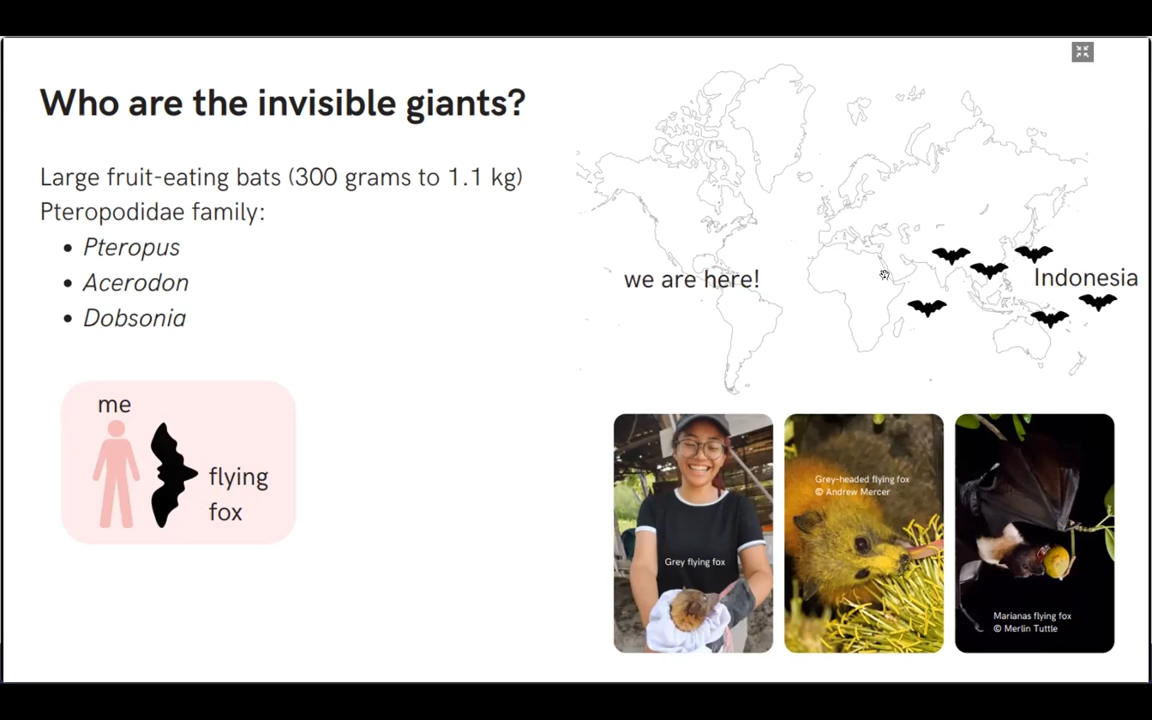 Who are the invisible giants?
Large fruit-eating bats (300 grams to 1.1 kg)
Pteropodidae family:
• Pteropus
• Acerodon
• Dobsonia
me
flying
fox
we are here!
Indonesia
Grey flying fox
Grey-headed flying fox
© Andrew Mercer
Marianas flying fox
© Merlin Tuttle